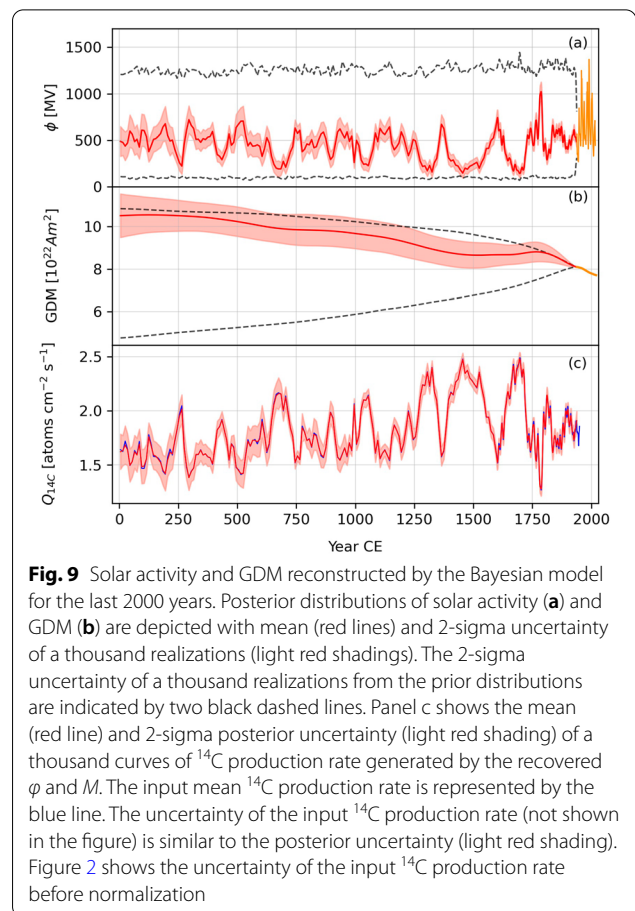 (a)
1500
1000
500
0
ϕ [MV]
(b)
10
8
6
GDM [10²²Am²]
(c)
2.5
2.0
1.5
Q₁₄C [atoms cm⁻² s⁻¹]
0 250 500 750 1000 1250 1500 1750 2000
Year CE
Fig. 9 Solar activity and GDM reconstructed by the Bayesian model
for the last 2000 years. Posterior distributions of solar activity (a) and
GDM (b) are depicted with mean (red lines) and 2-sigma uncertainty
of a thousand realizations (light red shadings). The 2-sigma
uncertainty of a thousand realizations from the prior distributions
are indicated by two black dashed lines. Panel c shows the mean
(red line) and 2-sigma posterior uncertainty (light red shading) of a
thousand curves of ¹⁴C production rate generated by the recovered
φ and M. The input mean ¹⁴C production rate is represented by the
blue line. The uncertainty of the input ¹⁴C production rate (not shown
in the figure) is similar to the posterior uncertainty (light red shading).
Figure 2 shows the uncertainty of the input ¹⁴C production rate
before normalization